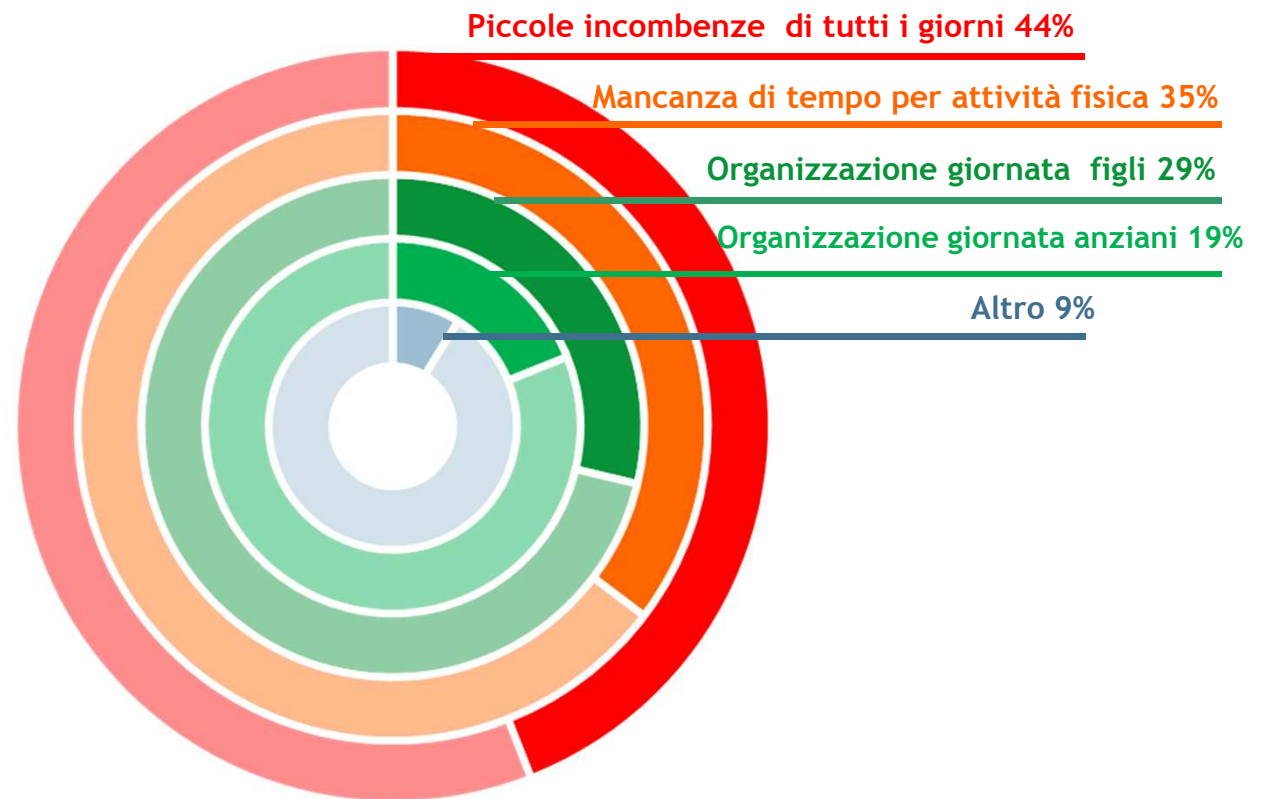 Piccole incombenze di tutti i giorni 44%
Mancanza di tempo per attività fisica 35%
Organizzazione giornata figli 29%
Organizzazione giornata anziani 19%
Altro 9%